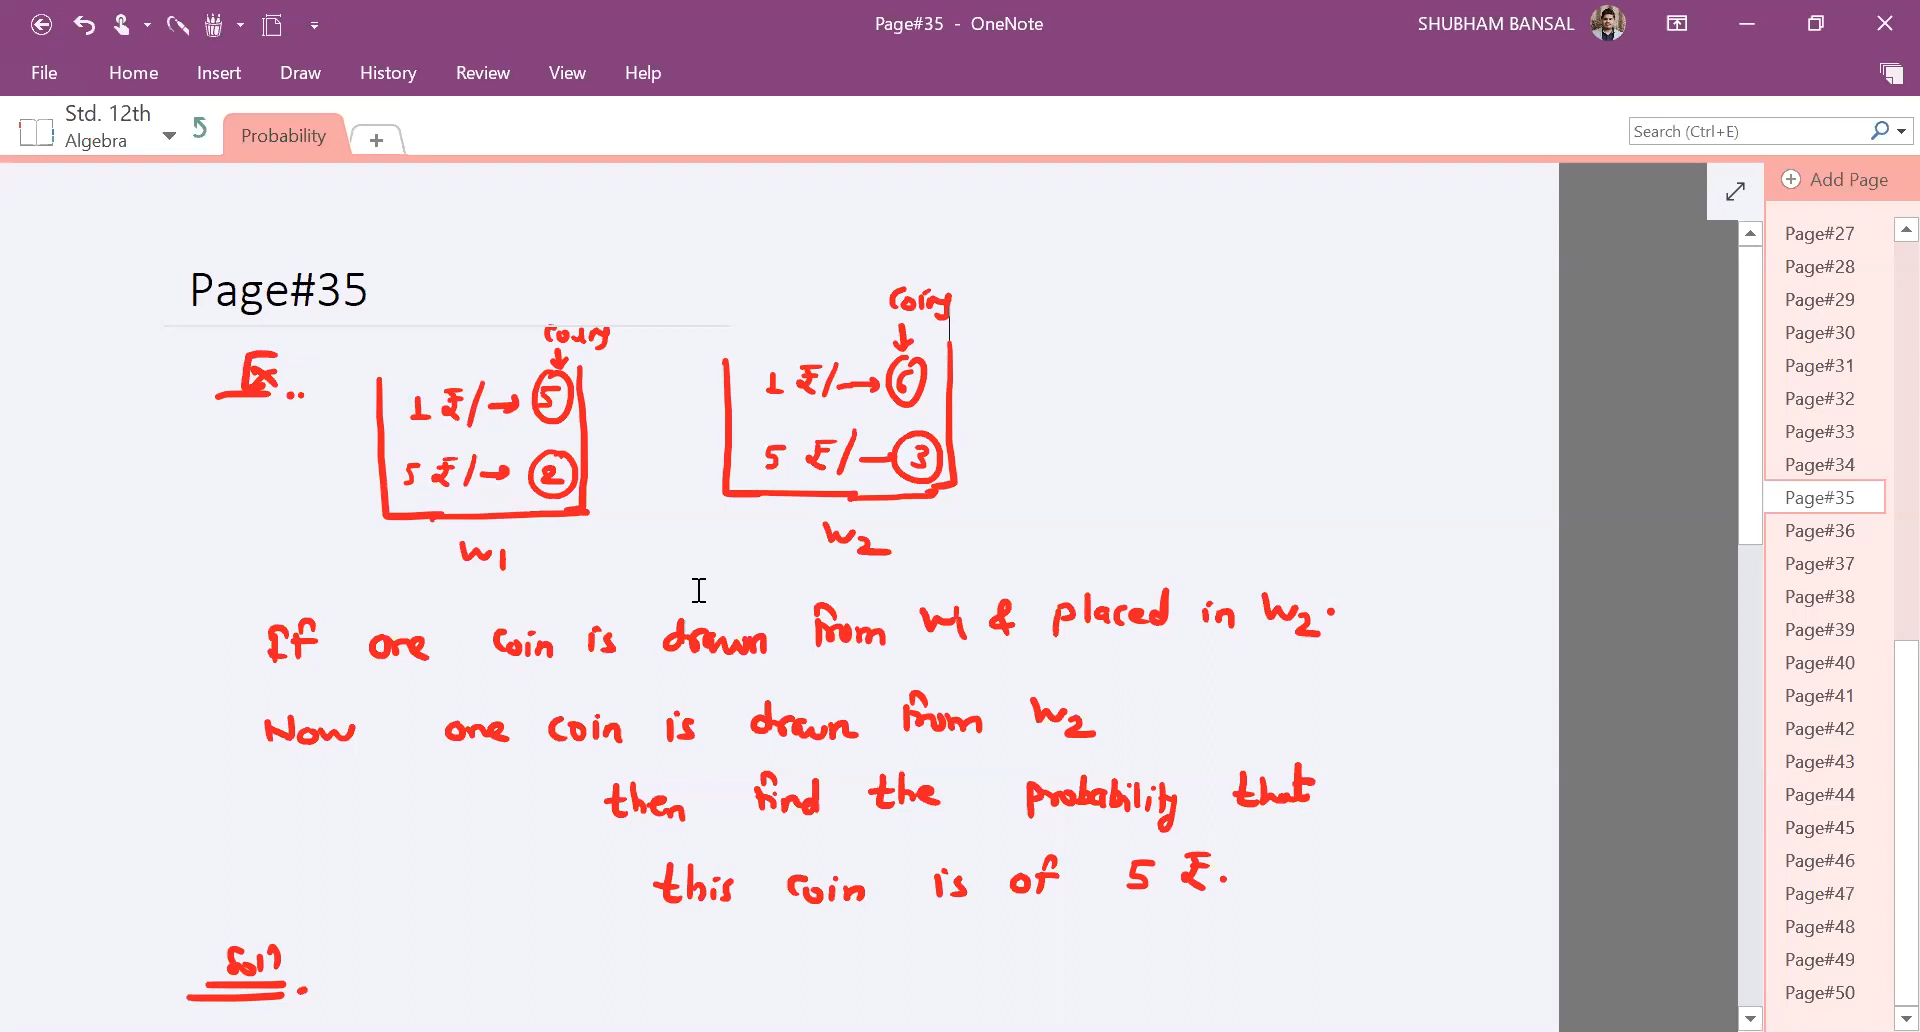 Page#35 - OneNote
SHUBHAM BANSAL
File Home Insert Draw History Review View Help
Std. 12th
Algebra
Probability
+
Search (Ctrl+E)
Add Page
Page#27
Page#28
Page#29
Page#30
Page#31
Page#32
Page#33
Page#34
Page#35
Page#36
Page#37
Page#38
Page#39
Page#40
Page#41
Page#42
Page#43
Page#44
Page#45
Page#46
Page#47
Page#48
Page#49
Page#50
Page#35
Ex..
Coins
1 ₹/→ 5
5 ₹/→ 2
W1
Coins
1 ₹/→ 6
5 ₹/— 3
W2
If one coin is drawn from W1 & placed in W2.
Now one coin is drawn from W2
then find the probability that
this coin is of 5 ₹.
Soln.